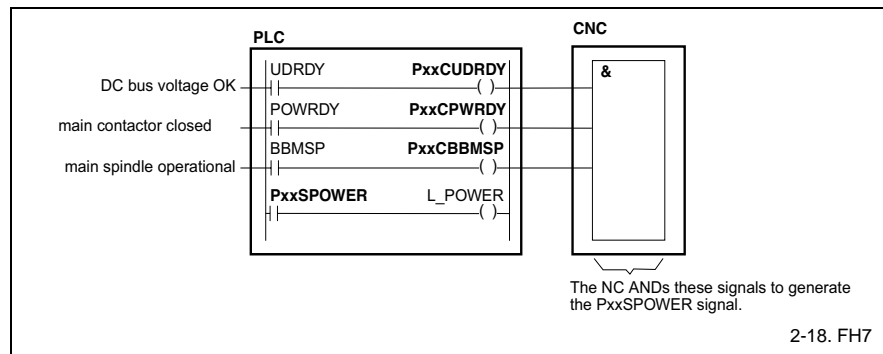 PLC
CNC
UDRDY PxxCUDRDY
&
DC bus voltage OK
( )
POWRDY PxxCPWRDY
main contactor closed
( )
BBMSP PxxCBBMSP
main spindle operational
( )
PxxSPOWER L_POWER
( )
The NC ANDs these signals to generate
the PxxSPOWER signal.
2-18. FH7